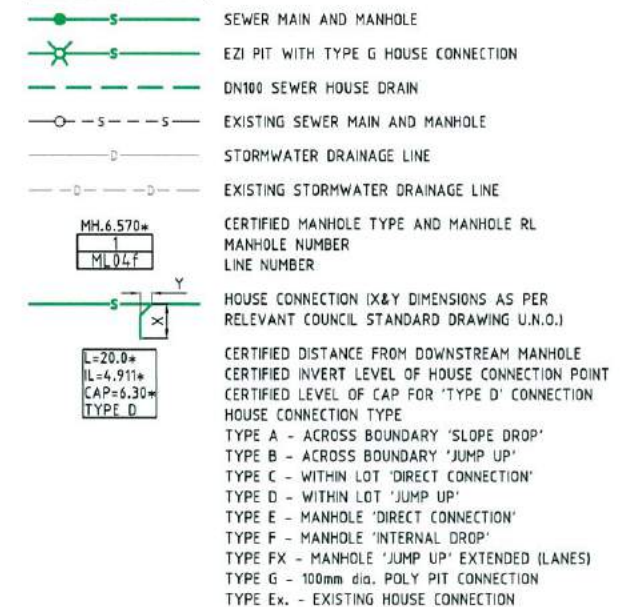 S SEWER MAIN AND MANHOLE
S EZI PIT WITH TYPE G HOUSE CONNECTION
DN100 SEWER HOUSE DRAIN
S S EXISTING SEWER MAIN AND MANHOLE
D STORMWATER DRAINAGE LINE
D D EXISTING STORMWATER DRAINAGE LINE
MH.6.570* CERTIFIED MANHOLE TYPE AND MANHOLE RL
1 MANHOLE NUMBER
ML04f LINE NUMBER
Y
S X HOUSE CONNECTION (X&Y DIMENSIONS AS PER
RELEVANT COUNCIL STANDARD DRAWING U.N.O.)
L=20.0* CERTIFIED DISTANCE FROM DOWNSTREAM MANHOLE
IL=4.911* CERTIFIED INVERT LEVEL OF HOUSE CONNECTION POINT
CAP=6.30* CERTIFIED LEVEL OF CAP FOR 'TYPE D' CONNECTION
TYPE D HOUSE CONNECTION TYPE
TYPE A - ACROSS BOUNDARY 'SLOPE DROP'
TYPE B - ACROSS BOUNDARY 'JUMP UP'
TYPE C - WITHIN LOT 'DIRECT CONNECTION'
TYPE D - WITHIN LOT 'JUMP UP'
TYPE E - MANHOLE 'DIRECT CONNECTION'
TYPE F - MANHOLE 'INTERNAL DROP'
TYPE FX - MANHOLE 'JUMP UP' EXTENDED (LANES)
TYPE G - 100mm dia. POLY PIT CONNECTION
TYPE Ex. - EXISTING HOUSE CONNECTION